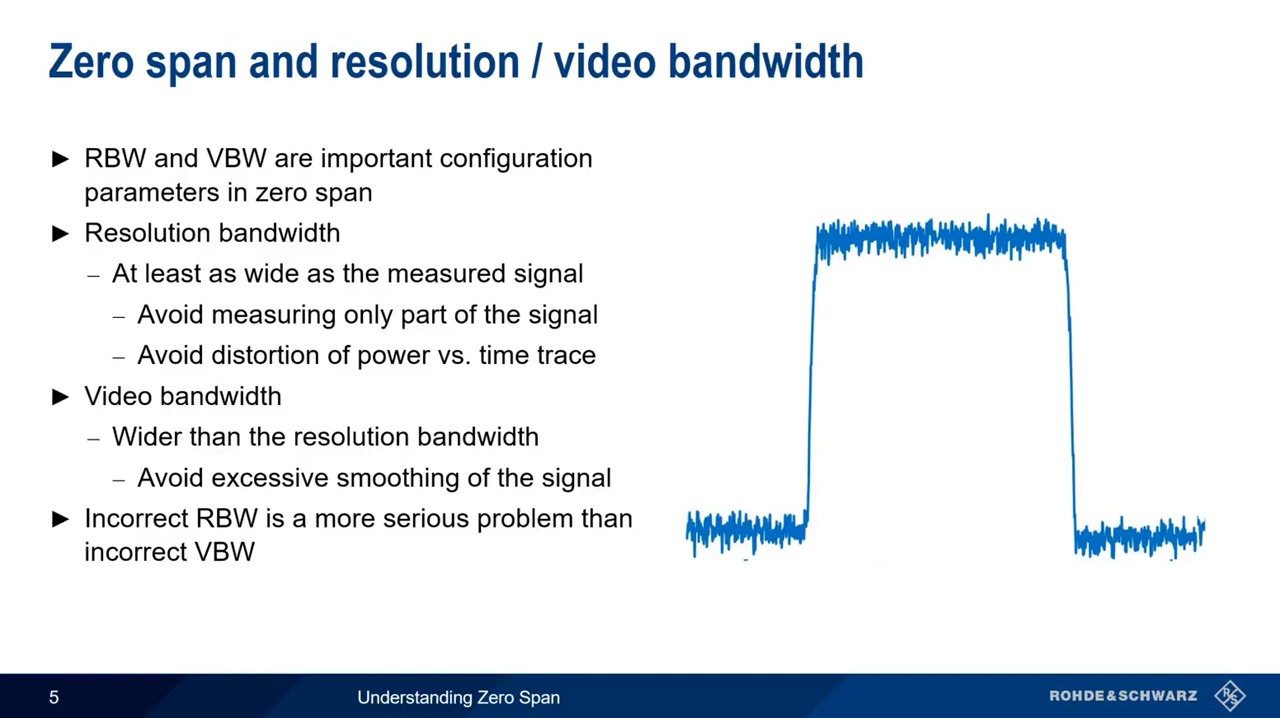 Zero span and resolution / video bandwidth
► RBW and VBW are important configuration
parameters in zero span
► Resolution bandwidth
– At least as wide as the measured signal
– Avoid measuring only part of the signal
– Avoid distortion of power vs. time trace
► Video bandwidth
– Wider than the resolution bandwidth
– Avoid excessive smoothing of the signal
► Incorrect RBW is a more serious problem than
incorrect VBW
5
Understanding Zero Span
ROHDE&SCHWARZ
R&S